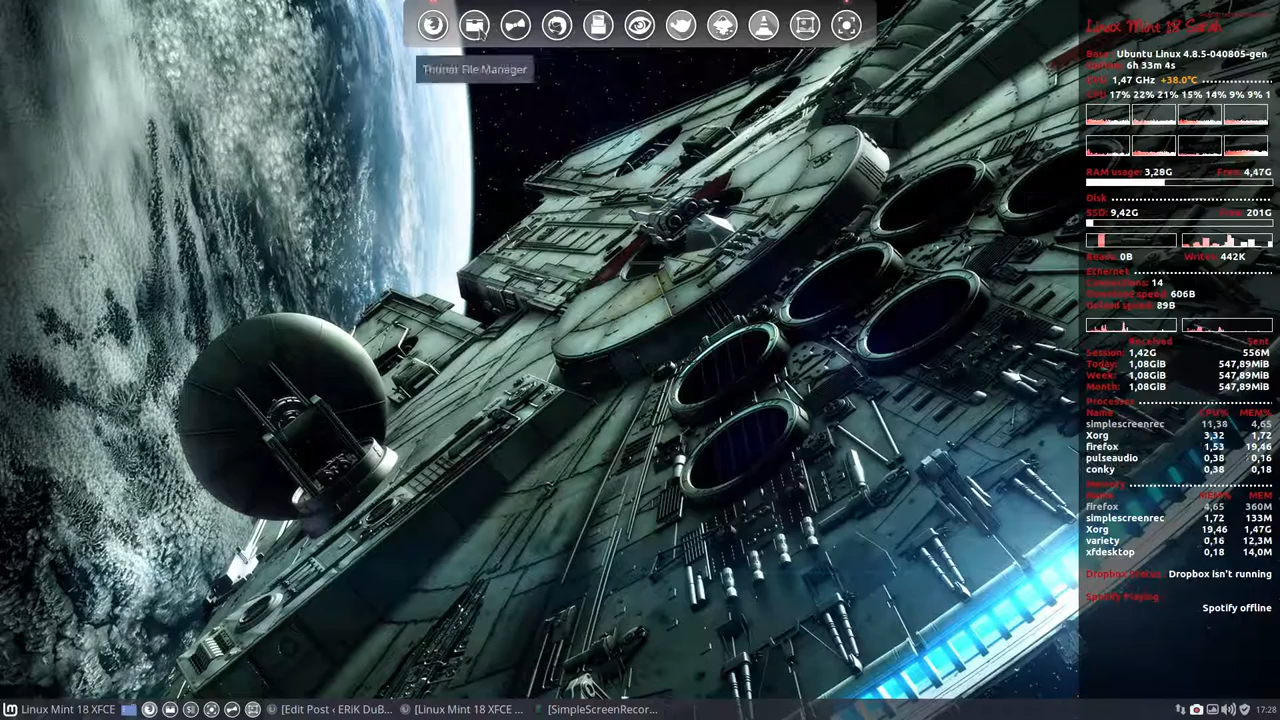 Thunar File Manager
Linux Mint 18 Sarah
Base: Ubuntu Linux 4.8.5-040805-gen
Uptime: 6h 33m 4s
CPU: 1,47 GHz +38.0°C
CPU: 17% 22% 21% 15% 14% 9% 9% 1
RAM usage: 3,28G Free: 4,47G
Disk
SSD: 9,42G Free: 201G
Reads: 0B Writes: 442K
Ethernet
Connections: 14
Download speed: 606B
Upload speed: 89B
Received Sent
Session: 1,42G 556M
Today: 1,08GiB 547,89MiB
Week: 1,08GiB 547,89MiB
Month: 1,08GiB 547,89MiB
Processes
Name CPU% MEM%
simplescreenrec 11,38 4,65
Xorg 3,32 1,72
firefox 1,53 19,46
pulseaudio 0,38 0,16
conky 0,38 0,18
Memory
Name MEM% MEM
firefox 4,65 360M
simplescreenrec 1,72 133M
Xorg 19,46 1,47G
variety 0,16 12,3M
xfdesktop 0,18 14,0M
Dropbox Status Dropbox isn't running
Spotify Playing
Spotify offline
Linux Mint 18 XFCE [Edit Post ‹ ERiK DuB... [Linux Mint 18 XFCE ... [SimpleScreenRecor... 17:28